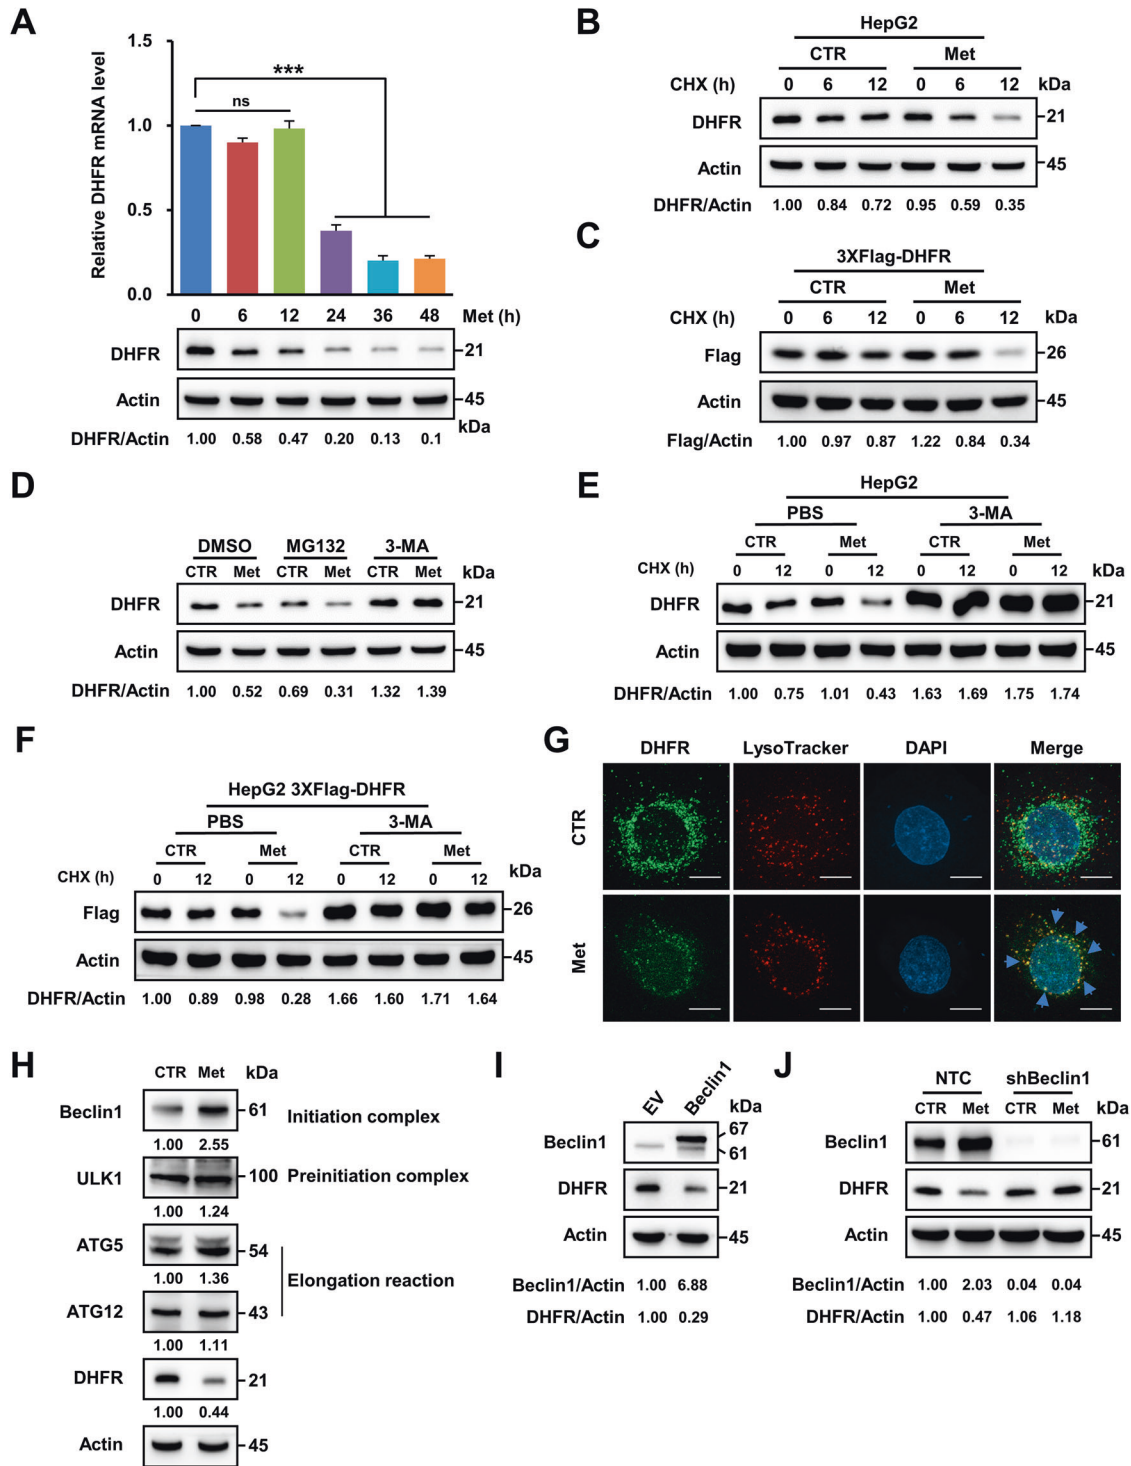 A
Relative DHFR mRNA level
1.5
1.0
0.5
0.0
***
ns
0 6 12 24 36 48 Met (h)
DHFR 21
Actin 45
kDa
DHFR/Actin 1.00 0.58 0.47 0.20 0.13 0.1
B
HepG2
CTR Met
CHX (h) 0 6 12 0 6 12 kDa
DHFR 21
Actin 45
DHFR/Actin 1.00 0.84 0.72 0.95 0.59 0.35
C
3XFlag-DHFR
CTR Met
CHX (h) 0 6 12 0 6 12 kDa
Flag 26
Actin 45
Flag/Actin 1.00 0.97 0.87 1.22 0.84 0.34
D
DMSO MG132 3-MA
CTR Met CTR Met CTR Met kDa
DHFR 21
Actin 45
DHFR/Actin 1.00 0.52 0.69 0.31 1.32 1.39
E
HepG2
PBS 3-MA
CTR Met CTR Met
CHX (h) 0 12 0 12 0 12 0 12 kDa
DHFR 21
Actin 45
DHFR/Actin 1.00 0.75 1.01 0.43 1.63 1.69 1.75 1.74
F
HepG2 3XFlag-DHFR
PBS 3-MA
CTR Met CTR Met
CHX (h) 0 12 0 12 0 12 0 12 kDa
Flag 26
Actin 45
DHFR/Actin 1.00 0.89 0.98 0.28 1.66 1.60 1.71 1.64
G
DHFR LysoTracker DAPI Merge
CTR
Met
H
CTR Met kDa
Beclin1 61 Initiation complex
1.00 2.55
ULK1 100 Preinitiation complex
1.00 1.24
ATG5 54
1.00 1.36
Elongation reaction
ATG12 43
1.00 1.11
DHFR 21
1.00 0.44
Actin 45
I
EV Beclin1 kDa
Beclin1 67
61
DHFR 21
Actin 45
Beclin1/Actin 1.00 6.88
DHFR/Actin 1.00 0.29
J
NTC shBeclin1
CTR Met CTR Met kDa
Beclin1 61
DHFR 21
Actin 45
Beclin1/Actin 1.00 2.03 0.04 0.04
DHFR/Actin 1.00 0.47 1.06 1.18